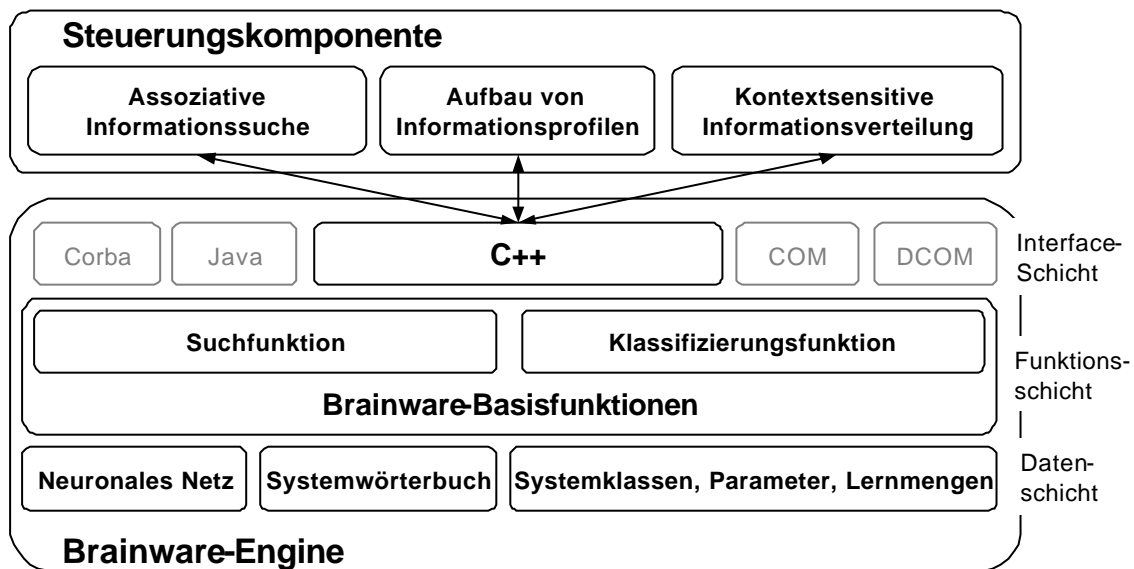 Steuerungskomponente
Assoziative
Informationssuche
Aufbau von
Informationsprofilen
Kontextsensitive
Informationsverteilung
Corba
Java
C++
COM
DCOM
Interface-
Schicht
Suchfunktion
Klassifizierungsfunktion
Brainware-Basisfunktionen
Funktions-
schicht
Neuronales Netz
Systemwörterbuch
Systemklassen, Parameter, Lernmengen
Daten-
schicht
Brainware-Engine